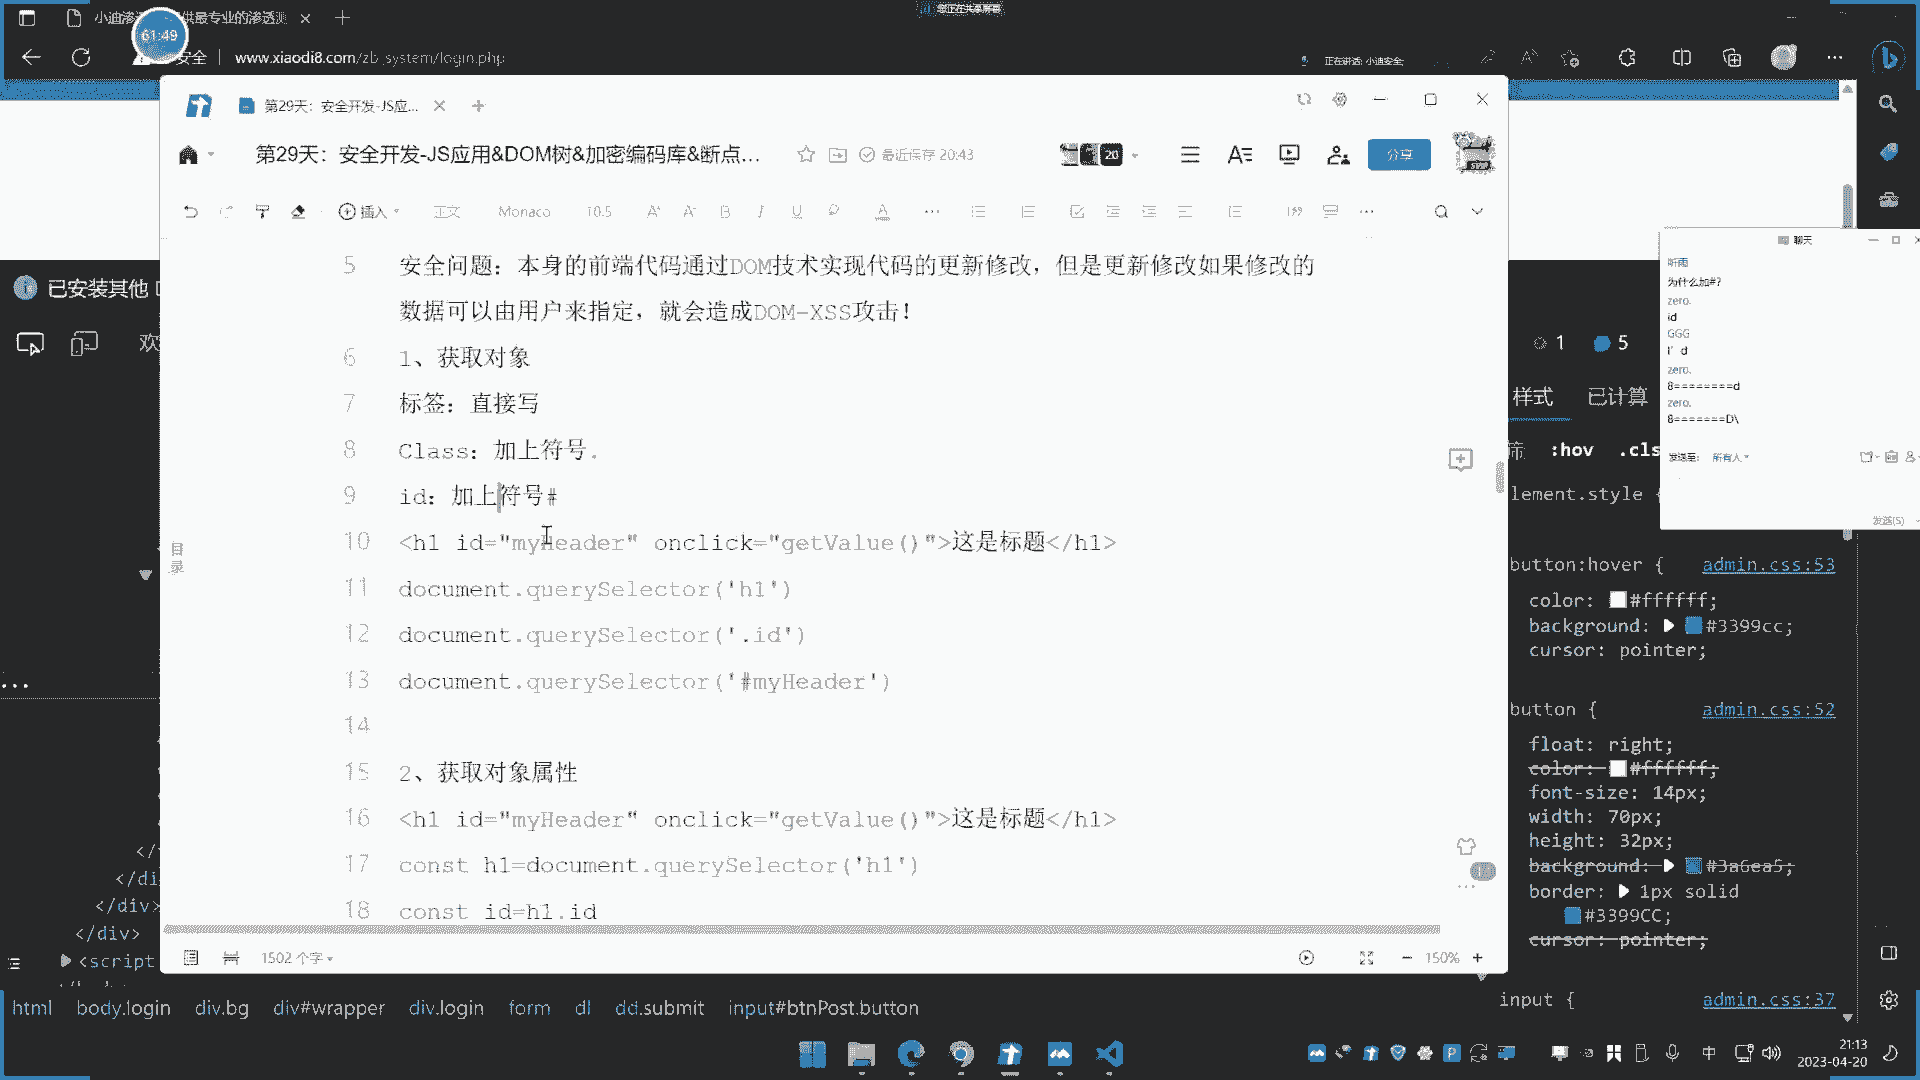 您正在共享屏幕
61:49
www.xiaodi8.com/zb_system/login.php
正在讲话: 小迪安全;
第29天：安全开发-JS应...
第29天：安全开发-JS应用&DOM树&加密编码库&断点...
最近保存 20:43
20
分享
插入
正文
Monaco
10.5
5 安全问题：本身的前端代码通过DOM技术实现代码的更新修改，但是更新修改如果修改的
数据可以由用户来指定，就会造成DOM-XSS攻击！
6 1、获取对象
7 标签：直接写
8 Class：加上符号.
9 id：加上符号#
10 <h1 id="myHeader" onclick="getValue()">这是标题</h1>
11 document.querySelector('h1')
12 document.querySelector('.id')
13 document.querySelector('#myHeader')
14
15 2、获取对象属性
16 <h1 id="myHeader" onclick="getValue()">这是标题</h1>
17 const h1=document.querySelector('h1')
18 const id=h1.id
目录
1502 个字
150%
已安装其他
欢
</div>
</div>
<script
html body.login div.bg div#wrapper div.login form dl dd.submit input#btnPost.button
聊天
听雨
为什么加#?
zero.
id
GGG
i' d
zero.
8========d
zero.
8=======D\
发送至: 所有人
发送(S)
1 5
样式 已计算
:hov .cls
lement.style {
button:hover { admin.css:53
color: #ffffff;
background: #3399cc;
cursor: pointer;
button { admin.css:52
float: right;
color: #ffffff;
font-size: 14px;
width: 70px;
height: 32px;
background: #3a6ea5;
border: 1px solid
#3399CC;
cursor: pointer;
input { admin.css:37
中
21:13
2023-04-20